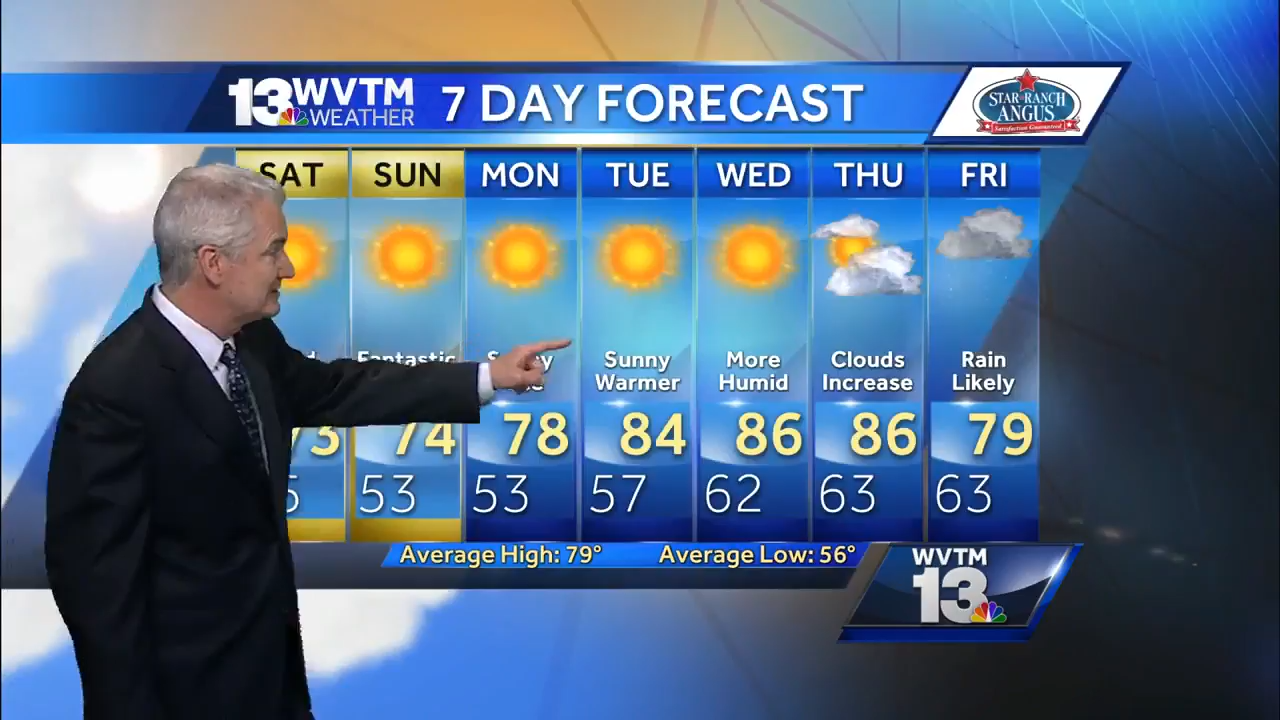 13 WVTM
WEATHER
7 DAY FORECAST
STAR RANCH
ANGUS
Satisfaction Guaranteed
SAT SUN MON TUE WED THU FRI
Fantastic Sunny More Clouds Rain
Warmer Humid Increase Likely
73 74 78 84 86 86 79
53 53 57 62 63 63
Average High: 79° Average Low: 56°
WVTM
13